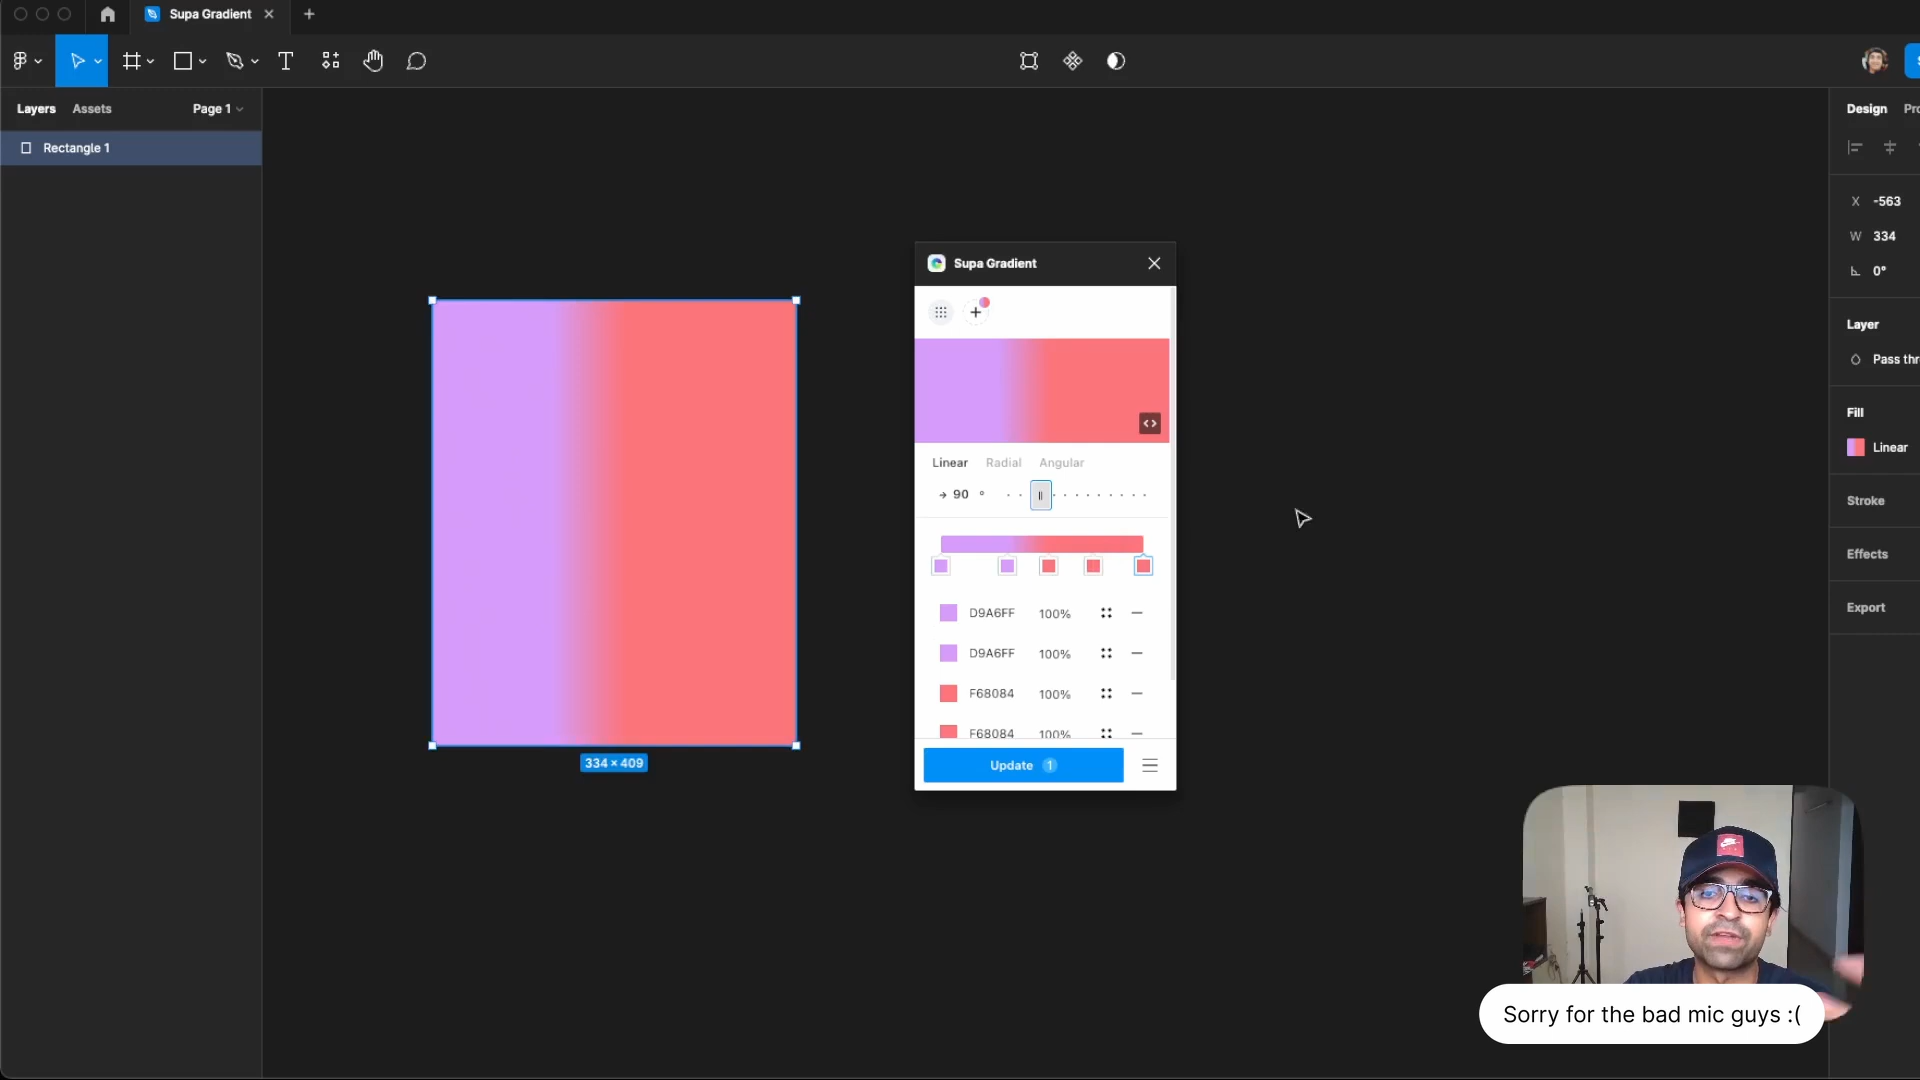 Supa Gradient
Layers
Assets
Page 1
Design
Pro
Rectangle 1
X -563
W 334
0°
Layer
Pass thr
Fill
Linear
Stroke
Effects
Export
334 × 409
Supa Gradient
Linear
Radial
Angular
90 °
D9A6FF 100%
D9A6FF 100%
F68084 100%
F68084 100%
Update 1
Sorry for the bad mic guys :(